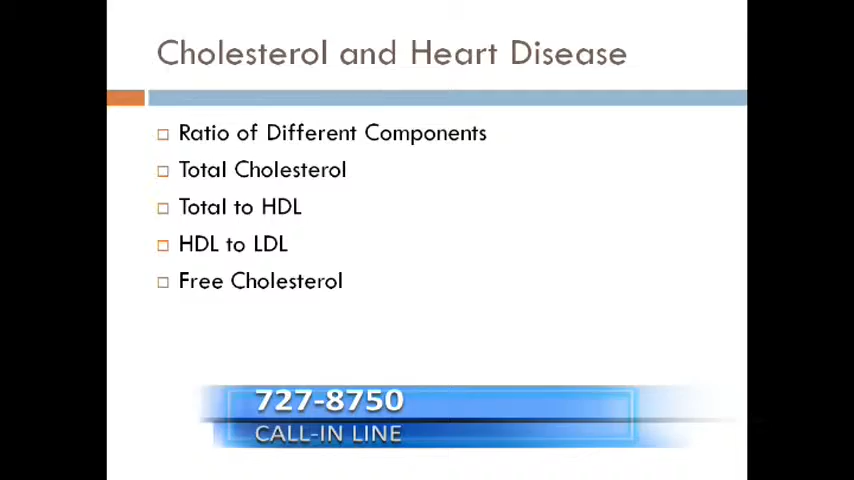 Cholesterol and Heart Disease
Ratio of Different Components
Total Cholesterol
Total to HDL
HDL to LDL
Free Cholesterol
727-8750
CALL-IN LINE